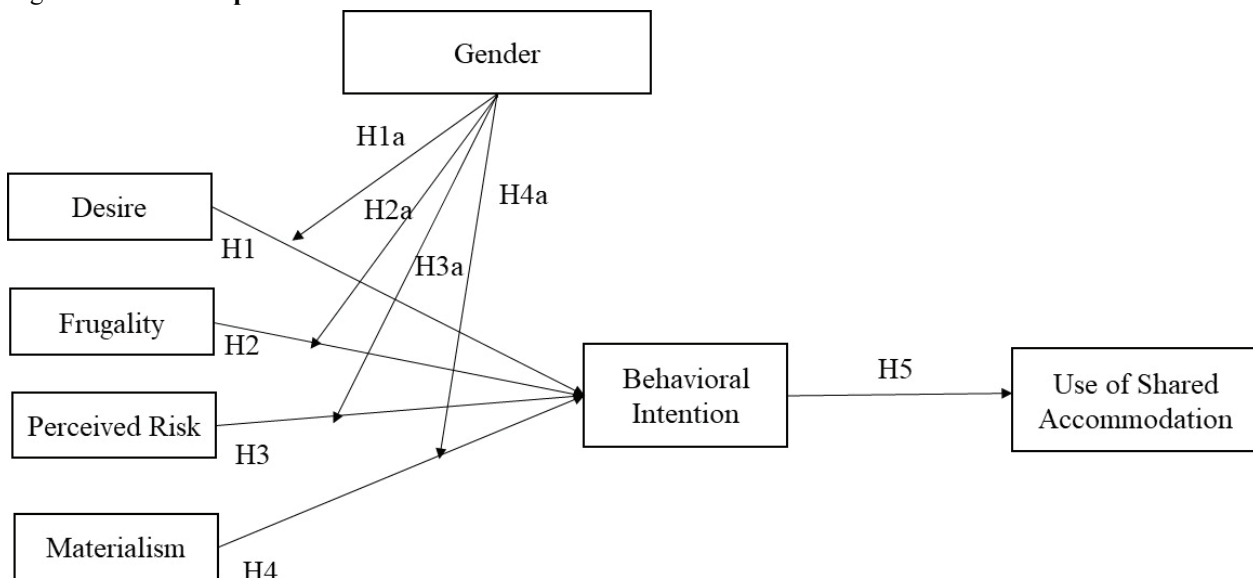 Gender
H1a
Desire
H2a
H4a
H1
H3a
Frugality
H2
Behavioral
Intention
H5
Use of Shared
Accommodation
Perceived Risk
H3
Materialism
H4